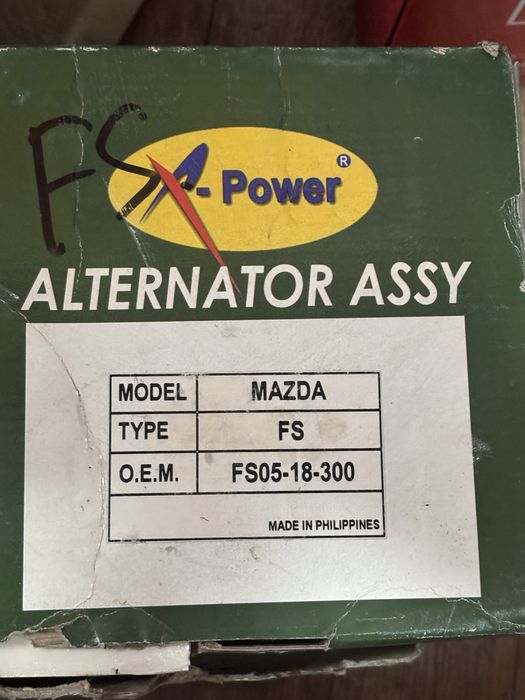 FS
A-Power®
ALTERNATOR ASSY
MODEL MAZDA
TYPE FS
O.E.M. FS05-18-300
MADE IN PHILIPPINES